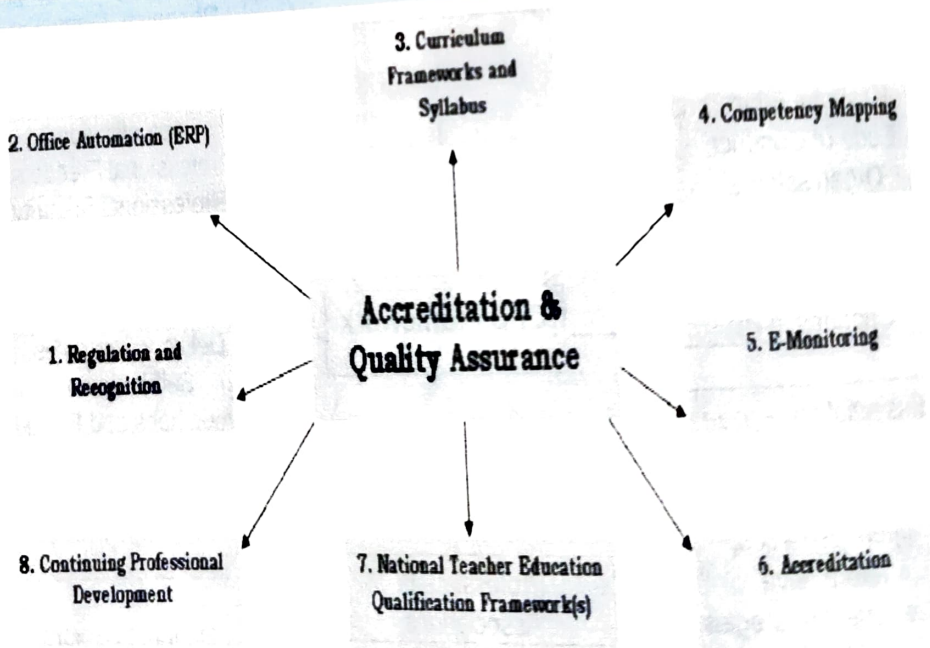 3. Curriculum
Frameworks and
Syllabus
2. Office Automation (ERP)
4. Competency Mapping
Accreditation &
Quality Assurance
1. Regulation and
Recognition
5. E-Monitoring
8. Continuing Professional
Development
7. National Teacher Education
Qualification Framework(s)
6. Accreditation